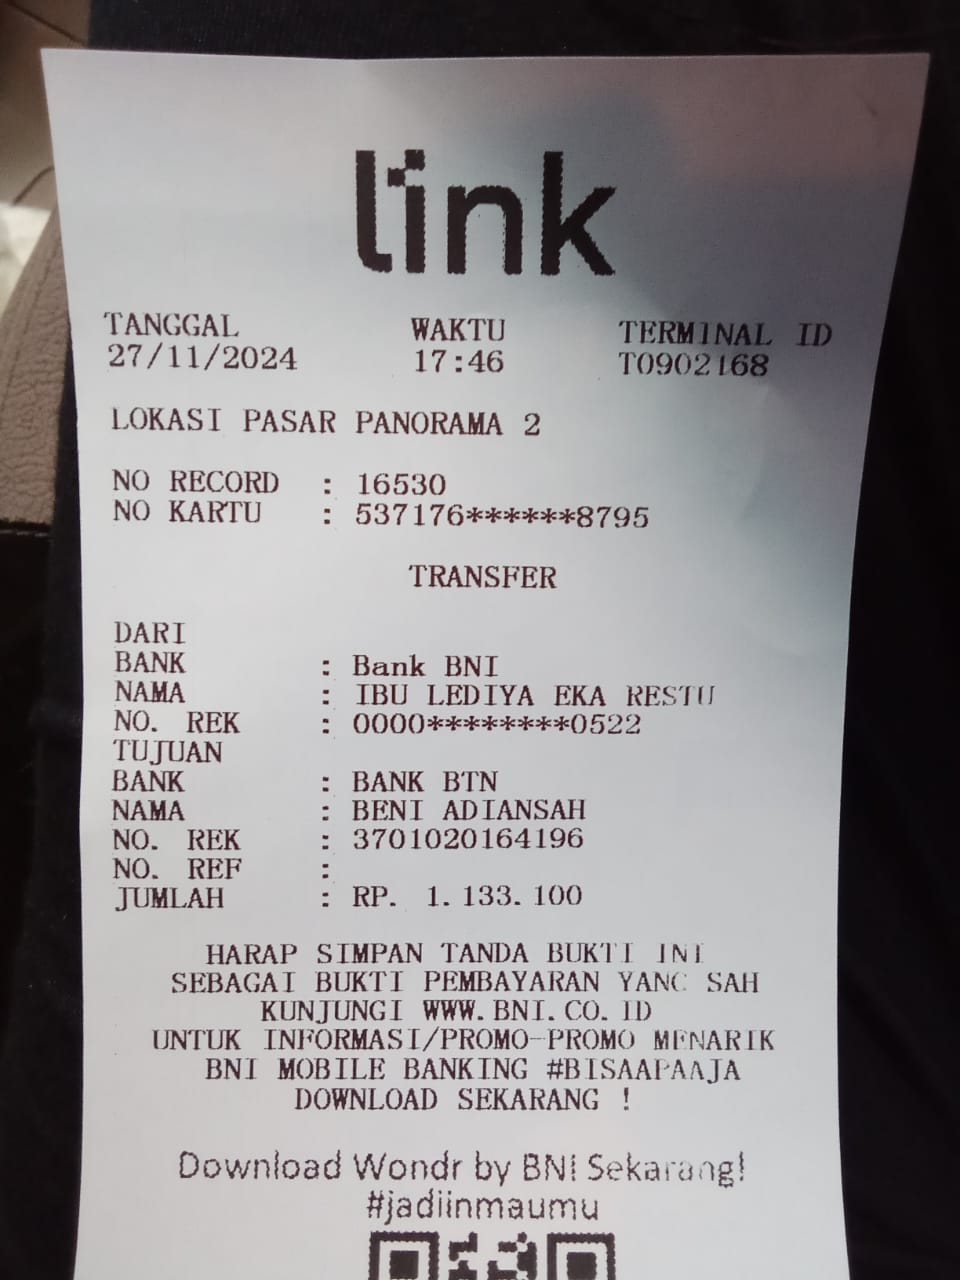 link
TANGGAL WAKTU TERMINAL ID
27/11/2024 17:46 T0902168
LOKASI PASAR PANORAMA 2
NO RECORD : 16530
NO KARTU : 537176******8795
TRANSFER
DARI
BANK : Bank BNI
NAMA : IBU LEDIYA EKA RESTU
NO. REK : 0000********0522
TUJUAN
BANK : BANK BTN
NAMA : BENI ADIANSAH
NO. REK : 3701020164196
NO. REF :
JUMLAH : RP. 1.133.100
HARAP SIMPAN TANDA BUKTI INI
SEBAGAI BUKTI PEMBAYARAN YANG SAH
KUNJUNGI WWW.BNI.CO.ID
UNTUK INFORMASI/PROMO-PROMO MENARIK
BNI MOBILE BANKING #BISAAPAAJA
DOWNLOAD SEKARANG !
Download Wondr by BNI Sekarang!
#jadiinmaumu